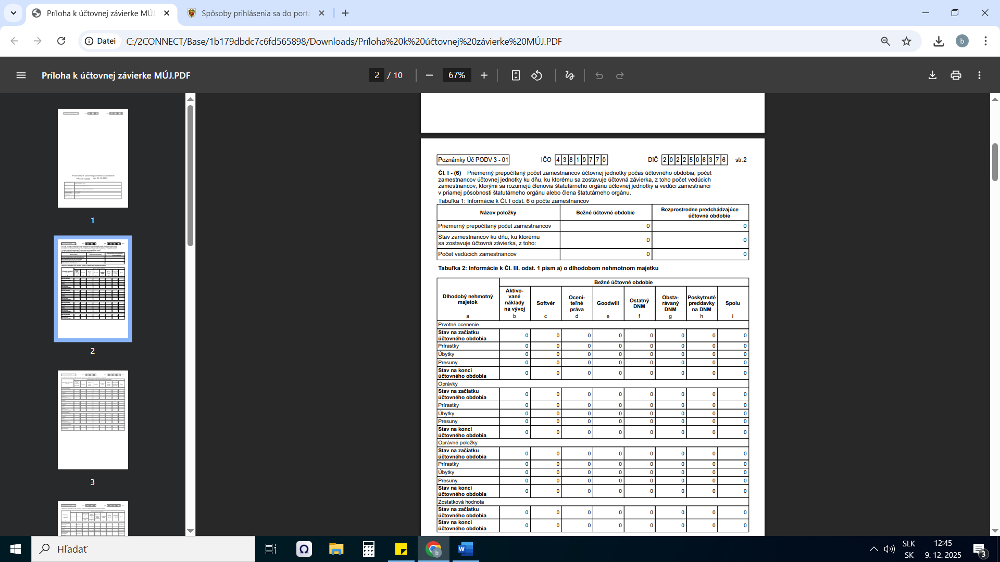 Príloha k účtovnej závierke MÚJ
Spôsoby prihlásenia sa do portá
Datei
C:/2CONNECT/Base/1b179dbdc7c6fd565898/Downloads/Príloha%20k%20účtovnej%20závierke%20MÚJ.PDF
b
Príloha k účtovnej závierke MÚJ.PDF
2 / 10
67%
1
2
3
Poznámky Úč PODV 3 - 01 IČO 4 3 8 1 9 7 7 0 DIČ 2 0 2 2 5 0 6 3 7 6 str.2
Čl. I - (6) Priemerný prepočítaný počet zamestnancov účtovnej jednotky počas účtovného obdobia, počet
zamestnancov účtovnej jednotky ku dňu, ku ktorému sa zostavuje účtovná závierka, z toho počet vedúcich
zamestnancov, ktorými sa rozumejú členovia štatutárneho orgánu účtovnej jednotky a vedúci zamestnanci
v priamej pôsobnosti štatutárneho orgánu alebo člena štatutárneho orgánu.
Tabuľka 1: Informácie k Čl. I odst. 6 o počte zamestnancov
Názov položky Bežné účtovné obdobie Bezprostredne predchádzajúce
účtovné obdobie
Priemerný prepočítaný počet zamestnancov 0 0
Stav zamestnancov ku dňu, ku ktorému
sa zostavuje účtovná závierka, z toho: 0 0
Počet vedúcich zamestnancov 0 0
Tabuľka 2: Informácie k Čl. III. odst. 1 písm a) o dlhodobom nehmotnom majetku
Bežné účtovné obdobie
Dlhodobý nehmotný
majetok
a
Aktivo-
vané
náklady
na vývoj
b
Softvér
c
Oceni-
teľné
práva
d
Goodwill
e
Ostatný
DNM
f
Obsta-
rávaný
DNM
g
Poskytnuté
preddavky
na DNM
h
Spolu
i
Prvotné ocenenie
Stav na začiatku
účtovného obdobia 0 0 0 0 0 0 0 0
Prírastky 0 0 0 0 0 0 0 0
Úbytky 0 0 0 0 0 0 0 0
Presuny 0 0 0 0 0 0 0 0
Stav na konci
účtovného obdobia 0 0 0 0 0 0 0 0
Oprávky
Stav na začiatku
účtovného obdobia 0 0 0 0 0 0 0 0
Prírastky 0 0 0 0 0 0 0 0
Úbytky 0 0 0 0 0 0 0 0
Presuny 0 0 0 0 0 0 0 0
Stav na konci
účtovného obdobia 0 0 0 0 0 0 0 0
Oprávné položky
Stav na začiatku
účtovného obdobia 0 0 0 0 0 0 0 0
Prírastky 0 0 0 0 0 0 0 0
Úbytky 0 0 0 0 0 0 0 0
Presuny 0 0 0 0 0 0 0 0
Stav na konci
účtovného obdobia 0 0 0 0 0 0 0 0
Zostatková hodnota
Stav na začiatku
účtovného obdobia 0 0 0 0 0 0 0 0
Stav na konci
účtovného obdobia 0 0 0 0 0 0 0 0
Hľadať
SLK
SK
12:45
9. 12. 2025
3